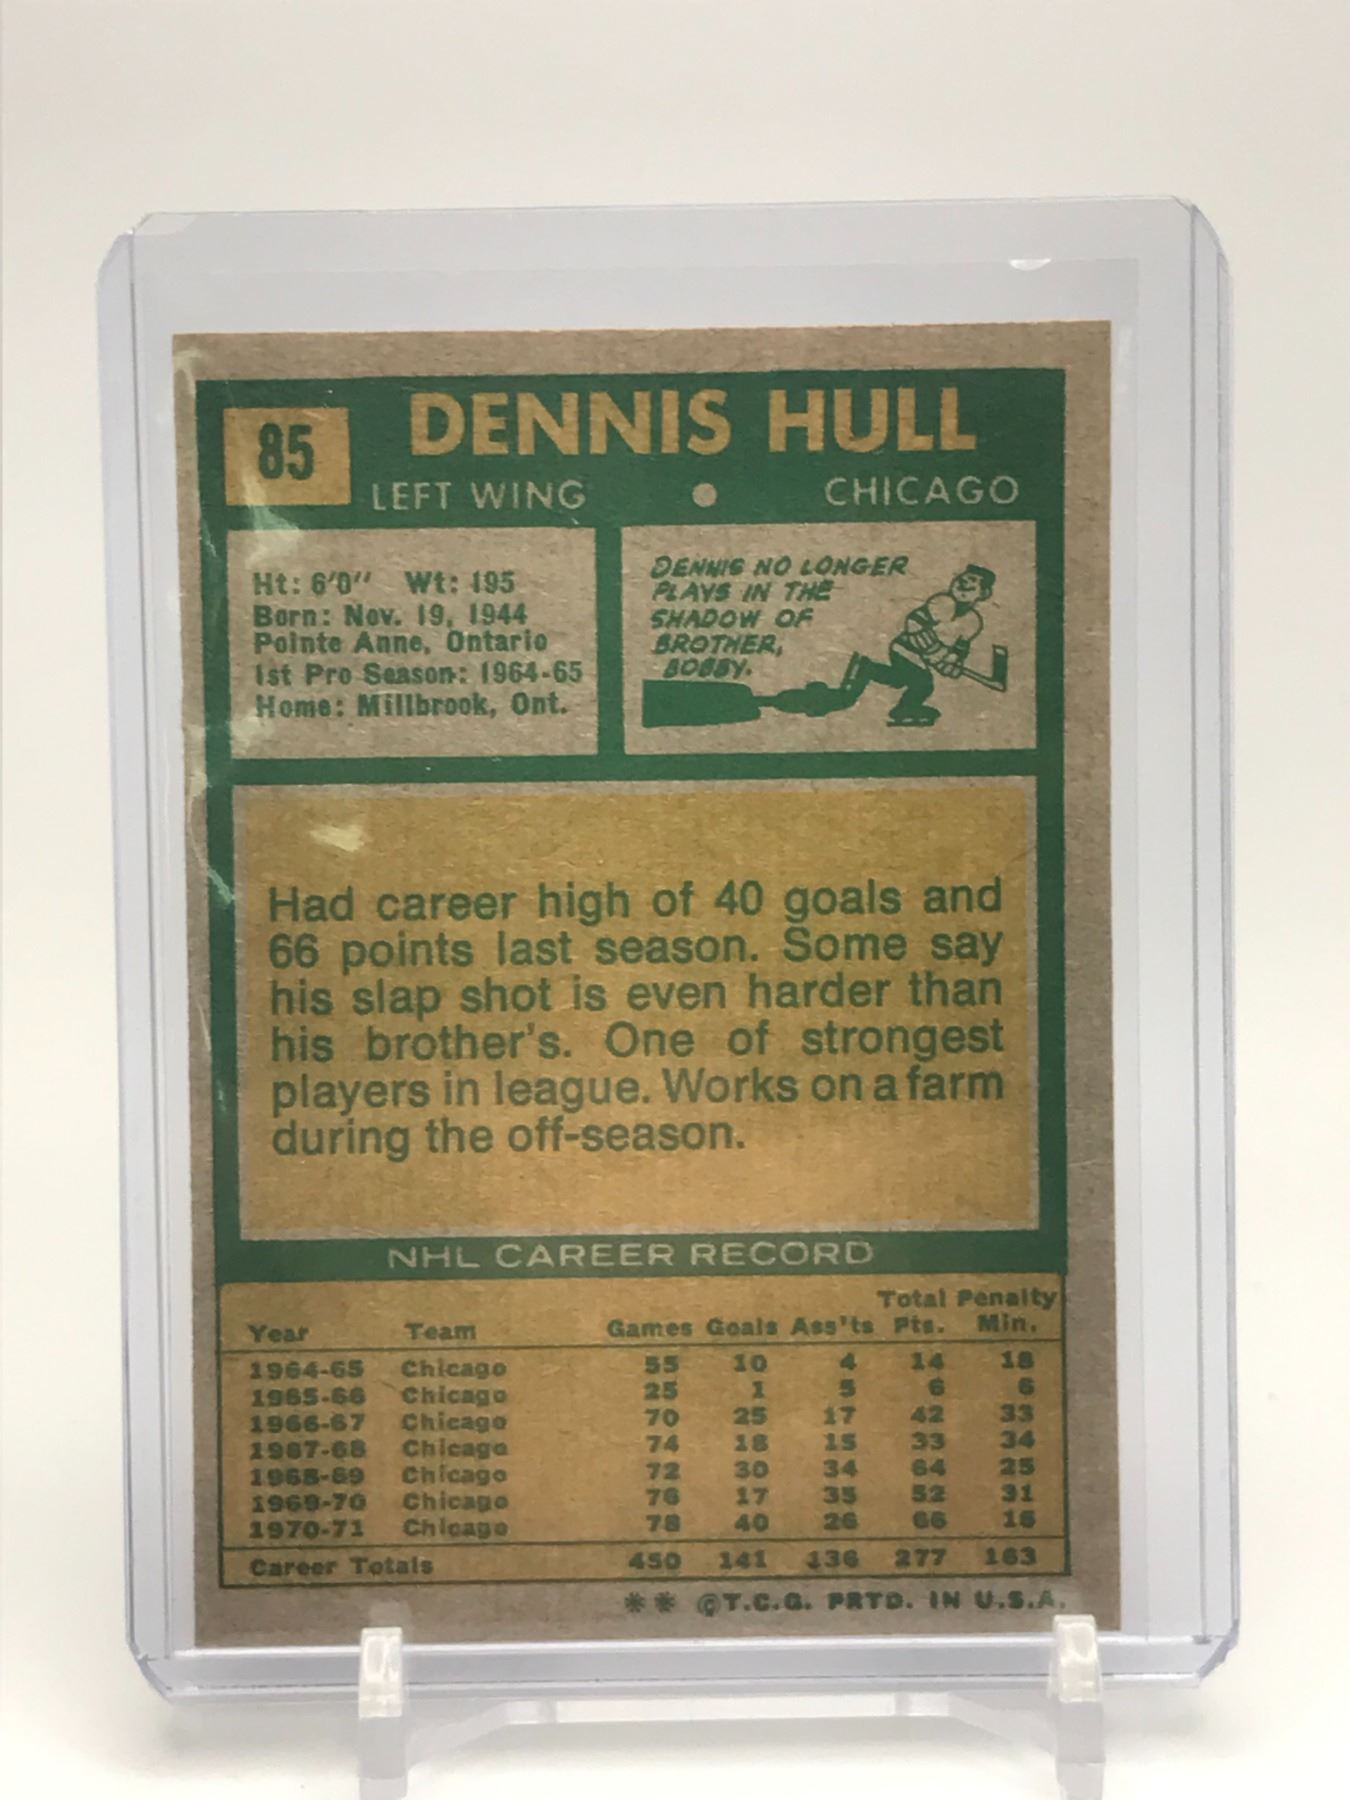 85
DENNIS HULL
LEFT WING • CHICAGO
Ht: 6'0" Wt: 195
Born: Nov. 19, 1944
Pointe Anne, Ontario
1st Pro Season: 1964-65
Home: Millbrook, Ont.
DENNIS NO LONGER
PLAYS IN THE
SHADOW OF
BROTHER,
BOBBY.
Had career high of 40 goals and
66 points last season. Some say
his slap shot is even harder than
his brother's. One of strongest
players in league. Works on a farm
during the off-season.
NHL CAREER RECORD
Total Penalty
Year Team Games Goals Ass'ts Pts. Min.
1964-65 Chicago 55 10 4 14 18
1965-66 Chicago 25 1 5 6 6
1966-67 Chicago 70 25 17 42 33
1967-68 Chicago 74 18 15 33 34
1968-69 Chicago 72 30 34 64 25
1969-70 Chicago 76 17 35 52 31
1970-71 Chicago 78 40 26 66 16
Career Totals 450 141 136 277 163
** ©T.C.G. PRTD. IN U.S.A.